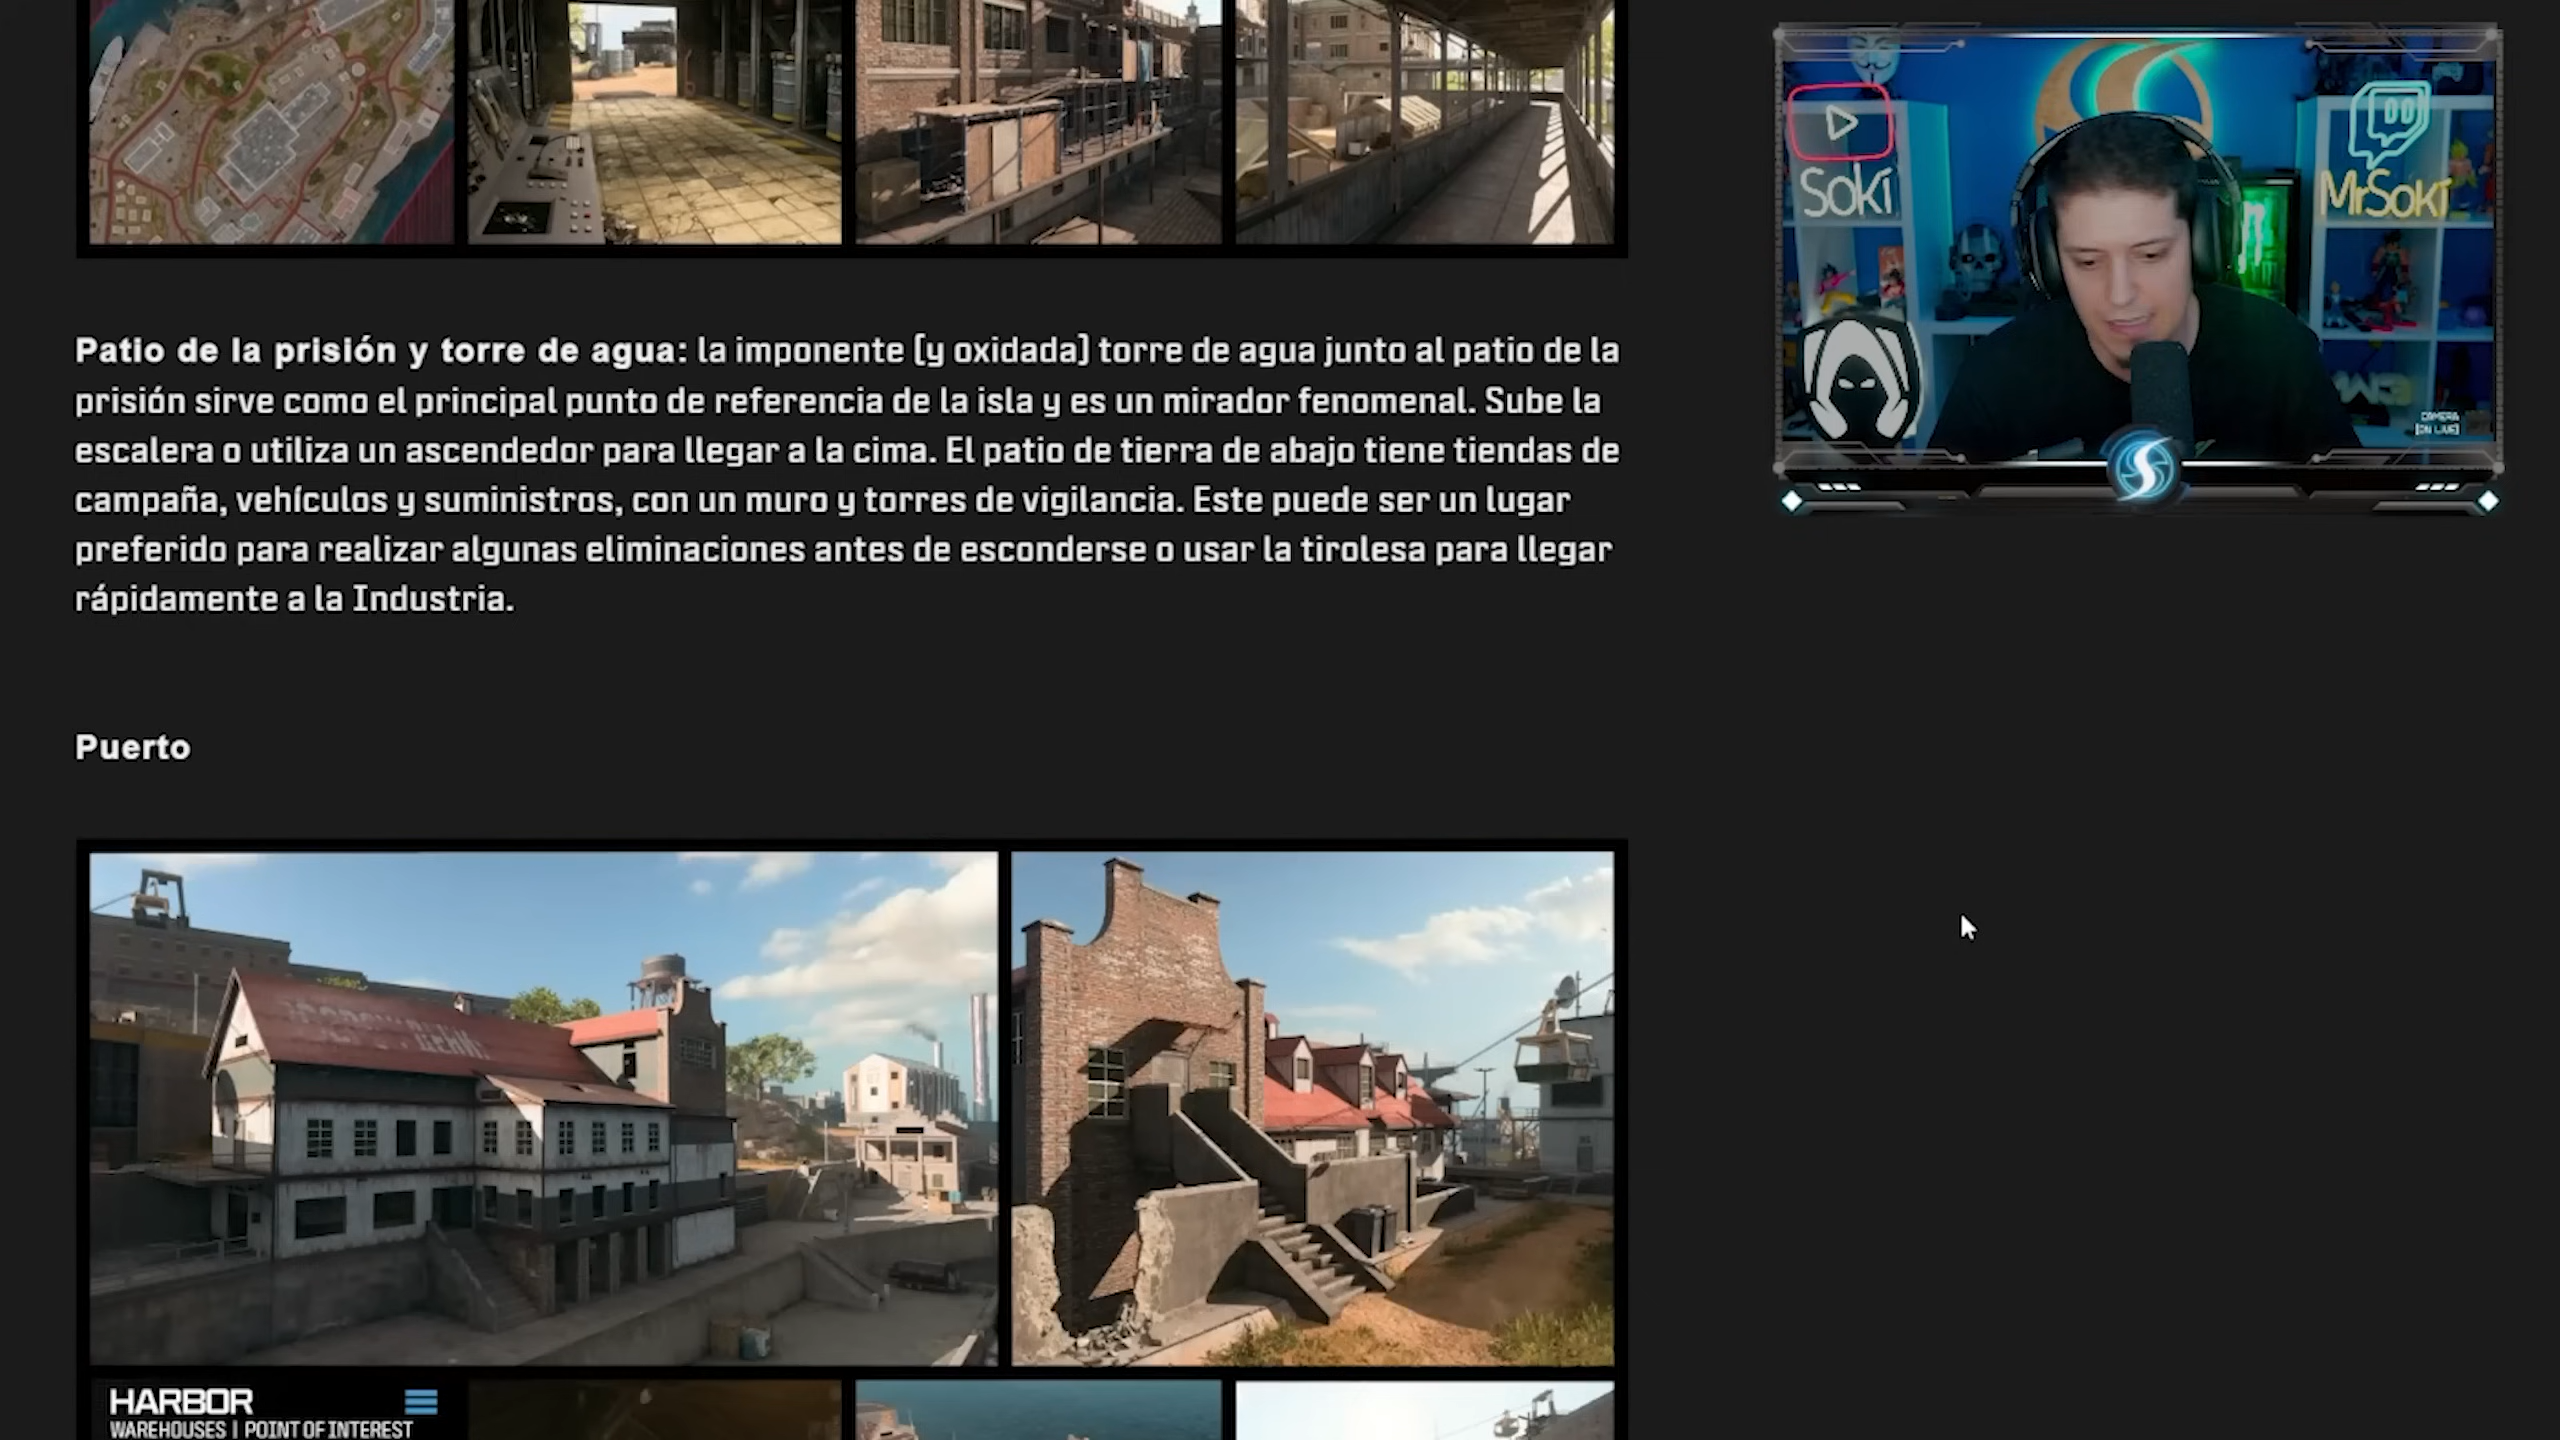 Soki
MrSoki
CAMERA
[ON LIVE]
Patio de la prisión y torre de agua: la imponente (y oxidada) torre de agua junto al patio de la
prisión sirve como el principal punto de referencia de la isla y es un mirador fenomenal. Sube la
escalera o utiliza un ascendedor para llegar a la cima. El patio de tierra de abajo tiene tiendas de
campaña, vehículos y suministros, con un muro y torres de vigilancia. Este puede ser un lugar
preferido para realizar algunas eliminaciones antes de esconderse o usar la tirolesa para llegar
rápidamente a la Industria.
Puerto
HARBOR
WAREHOUSES | POINT OF INTEREST